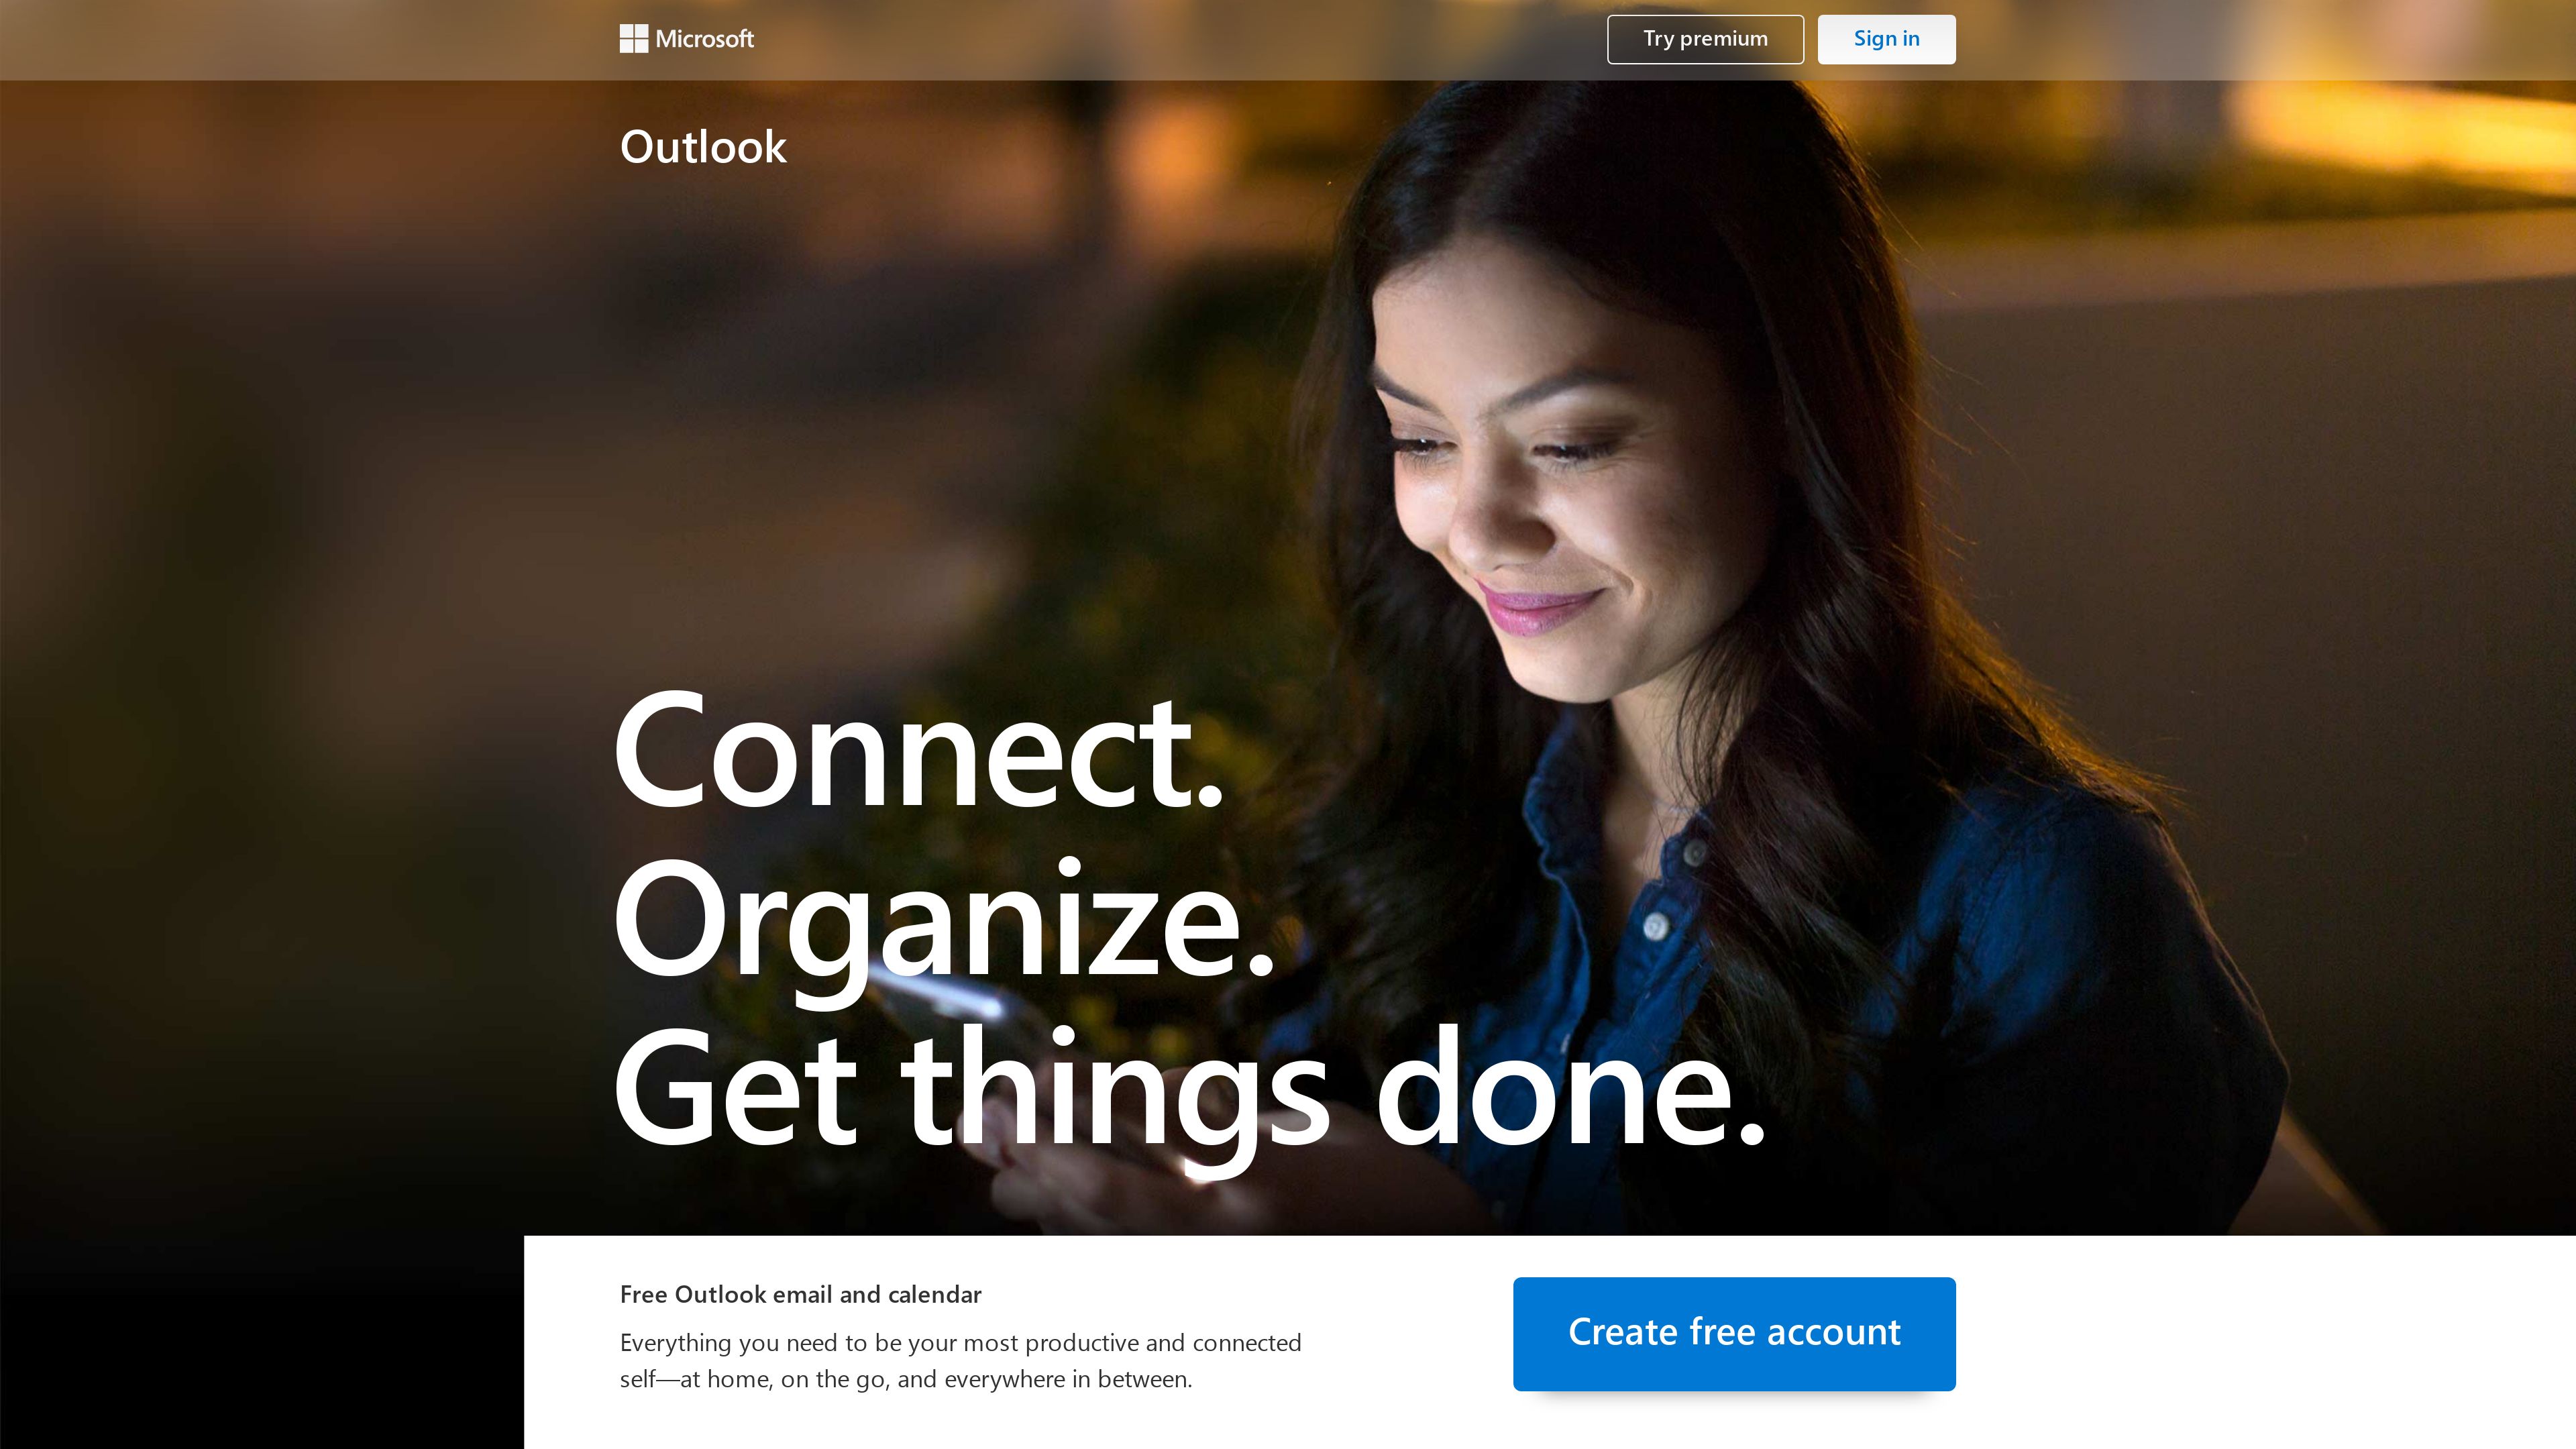 Microsoft
Try premium
Sign in
Outlook
Connect.
Organize.
Get things done.
Free Outlook email and calendar
Everything you need to be your most productive and connected
self—at home, on the go, and everywhere in between.
Create free account